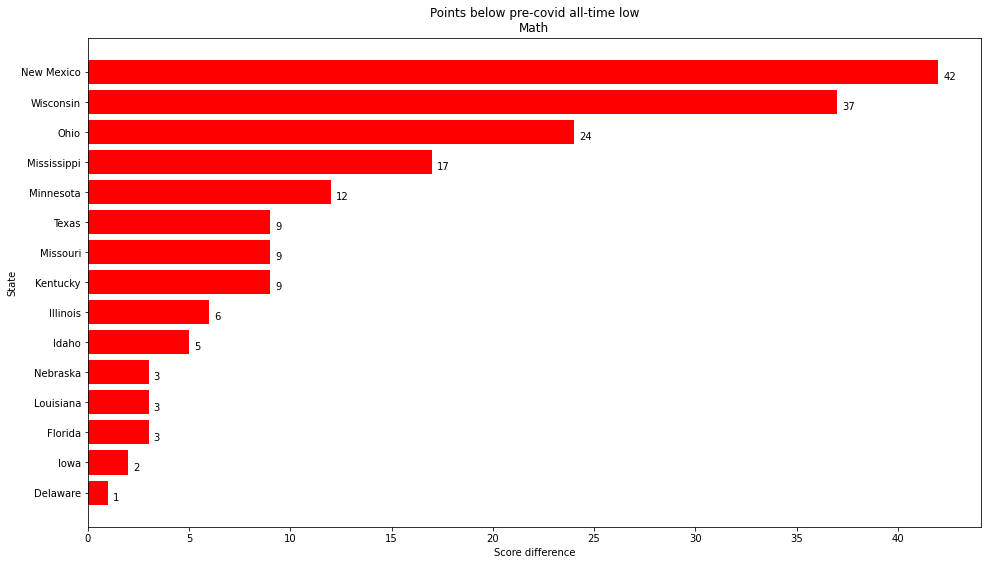 Points below pre-covid all-time low
Math
State
New Mexico 42
Wisconsin 37
Ohio 24
Mississippi 17
Minnesota 12
Texas 9
Missouri 9
Kentucky 9
Illinois 6
Idaho 5
Nebraska 3
Louisiana 3
Florida 3
Iowa 2
Delaware 1
0 5 10 15 20 25 30 35 40
Score difference